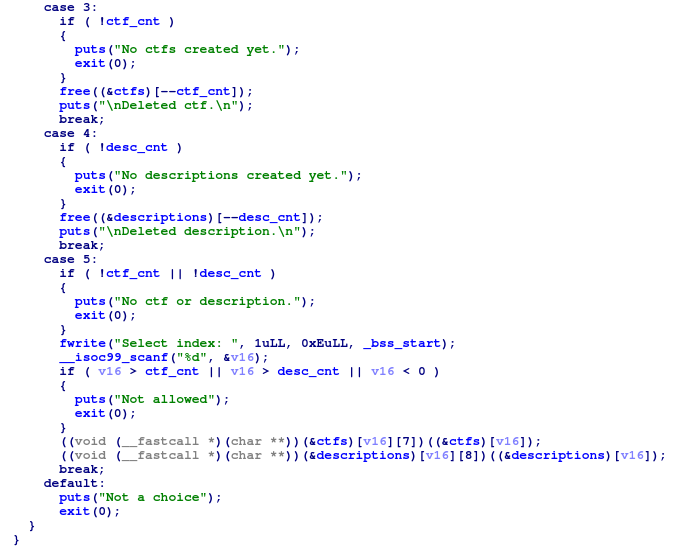 case 3:
if ( !ctf_cnt )
{
puts("No ctfs created yet.");
exit(0);
}
free((&ctfs)[--ctf_cnt]);
puts("\nDeleted ctf.\n");
break;
case 4:
if ( !desc_cnt )
{
puts("No descriptions created yet.");
exit(0);
}
free((&descriptions)[--desc_cnt]);
puts("\nDeleted description.\n");
break;
case 5:
if ( !ctf_cnt || !desc_cnt )
{
puts("No ctf or description.");
exit(0);
}
fwrite("Select index: ", 1uLL, 0xEuLL, _bss_start);
__isoc99_scanf("%d", &v16);
if ( v16 > ctf_cnt || v16 > desc_cnt || v16 < 0 )
{
puts("Not allowed");
exit(0);
}
((void (__fastcall *)(char **))(&ctfs)[v16][7])((&ctfs)[v16]);
((void (__fastcall *)(char **))(&descriptions)[v16][8])((&descriptions)[v16]);
break;
default:
puts("Not a choice");
exit(0);
}
}